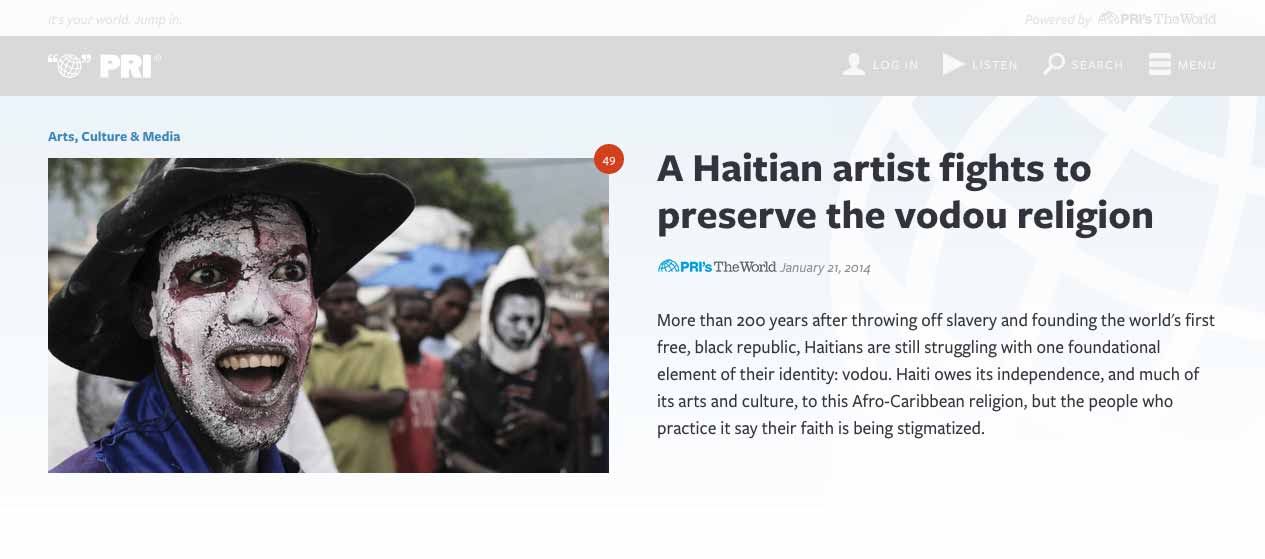 It's your world. Jump in.
Powered by PRI's The World
PRI®
LOG IN
LISTEN
SEARCH
MENU
Arts, Culture & Media
49
A Haitian artist fights to
preserve the vodou religion
PRI's The World January 21, 2014
More than 200 years after throwing off slavery and founding the world's first
free, black republic, Haitians are still struggling with one foundational
element of their identity: vodou. Haiti owes its independence, and much of
its arts and culture, to this Afro-Caribbean religion, but the people who
practice it say their faith is being stigmatized.